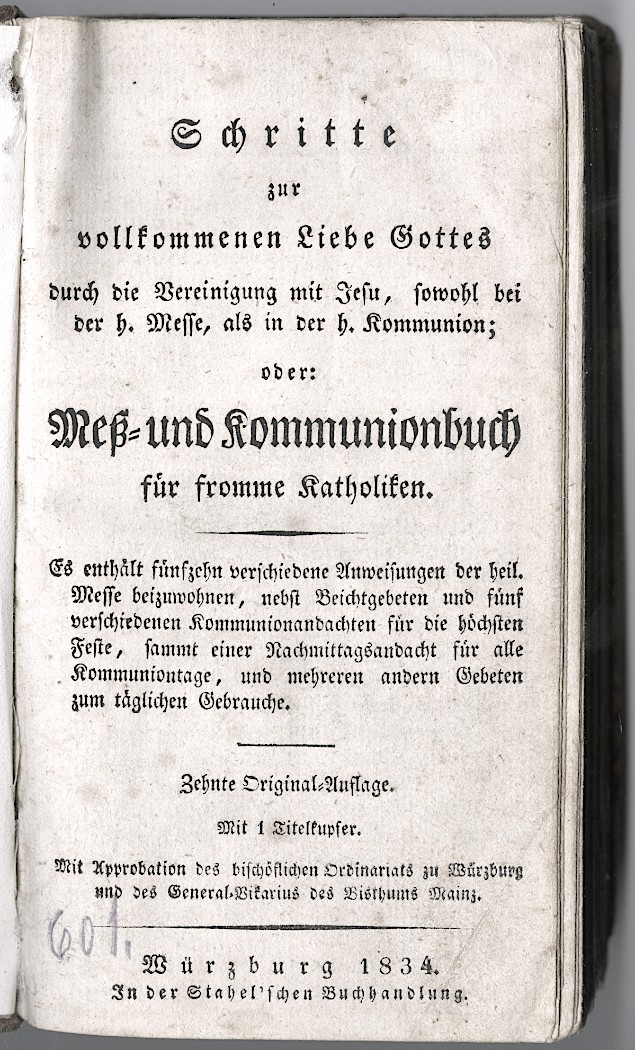 Schritte
zur
vollkommenen Liebe Gottes
durch die Vereinigung mit Jesu, sowohl bei
der h. Messe, als in der h. Kommunion;
oder:
Meß- und Kommunionbuch
für fromme Katholiken.
Es enthält fünfzehn verschiedene Anweisungen der heil.
Messe beizuwohnen, nebst Beichtgebeten und fünf
verschiedenen Kommunionandachten für die höchsten
Feste, sammt einer Nachmittagsandacht für alle
Kommuniontage, und mehreren andern Gebeten
zum täglichen Gebrauche.
Zehnte Original-Auflage.
Mit 1 Titelkupfer.
Mit Approbation des bischöflichen Ordinariats zu Würzburg
und des General-Vikarius des Bisthums Mainz.
601.
Würzburg 1834.
In der Stahel'schen Buchhandlung.